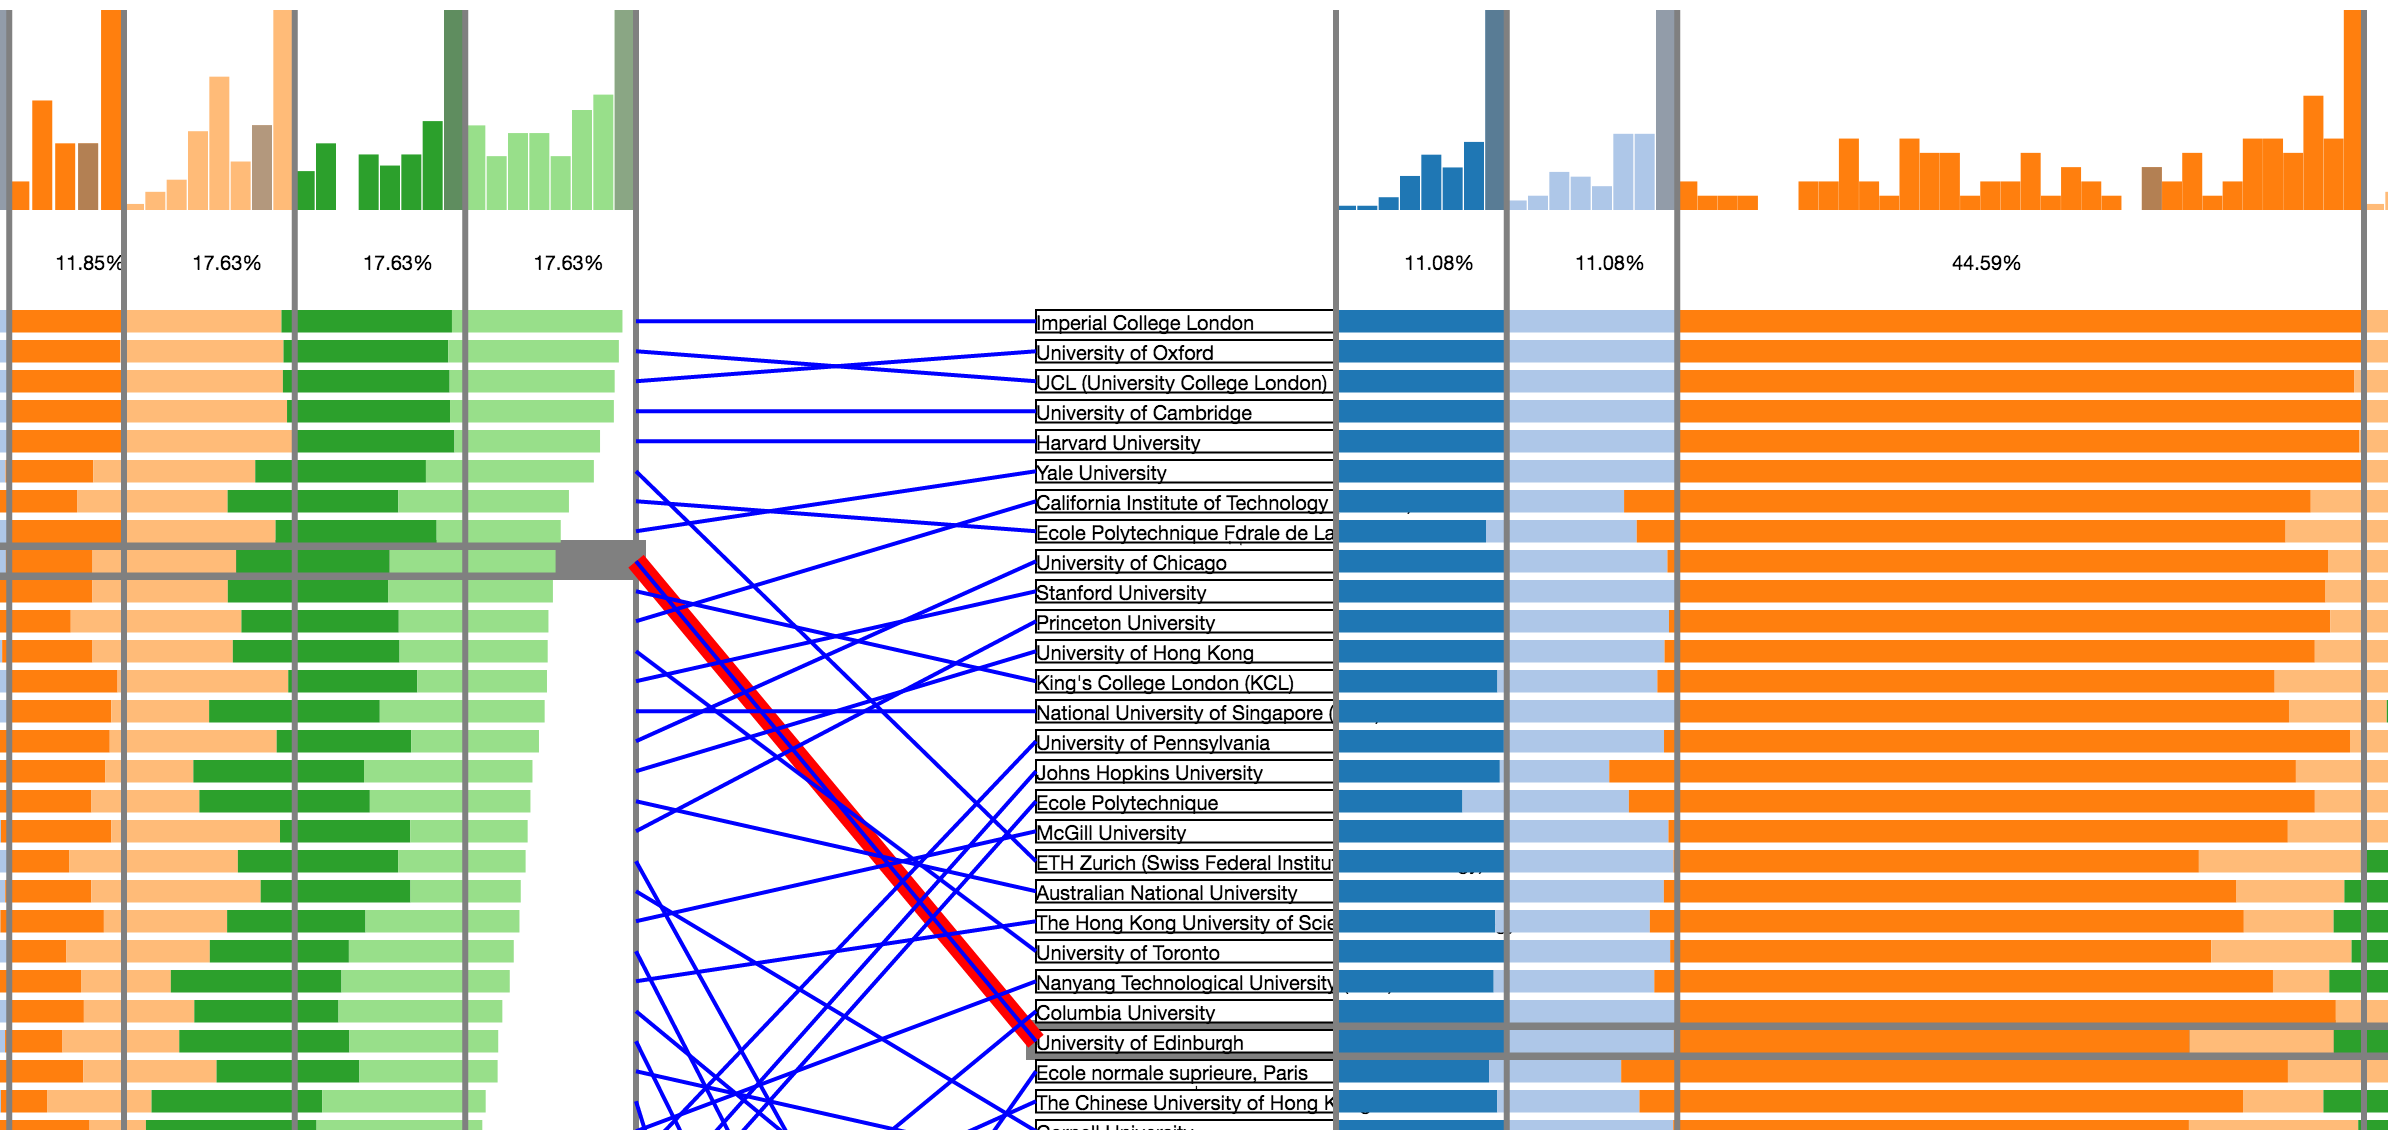 11.85%
17.63%
17.63%
17.63%
11.08%
11.08%
44.59%
Imperial College London
University of Oxford
UCL (University College London)
University of Cambridge
Harvard University
Yale University
California Institute of Technology
Ecole Polytechnique Fdrale de La
University of Chicago
Stanford University
Princeton University
University of Hong Kong
King's College London (KCL)
National University of Singapore (
University of Pennsylvania
Johns Hopkins University
Ecole Polytechnique
McGill University
ETH Zurich (Swiss Federal Institu
Australian National University
The Hong Kong University of Scie
University of Toronto
Nanyang Technological University
Columbia University
University of Edinburgh
Ecole normale suprieure, Paris
The Chinese University of Hong K
Cornell University